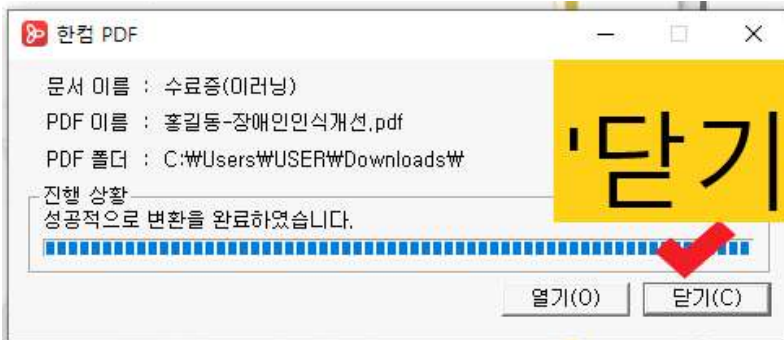 한컴 PDF
문서 이름 : 수료증(이러닝)
PDF 이름 : 홍길동-장애인인식개선.pdf
PDF 폴더 : C:₩Users₩USER₩Downloads₩
'닫기
진행 상황
성공적으로 변환을 완료하였습니다.
열기(O) 닫기(C)